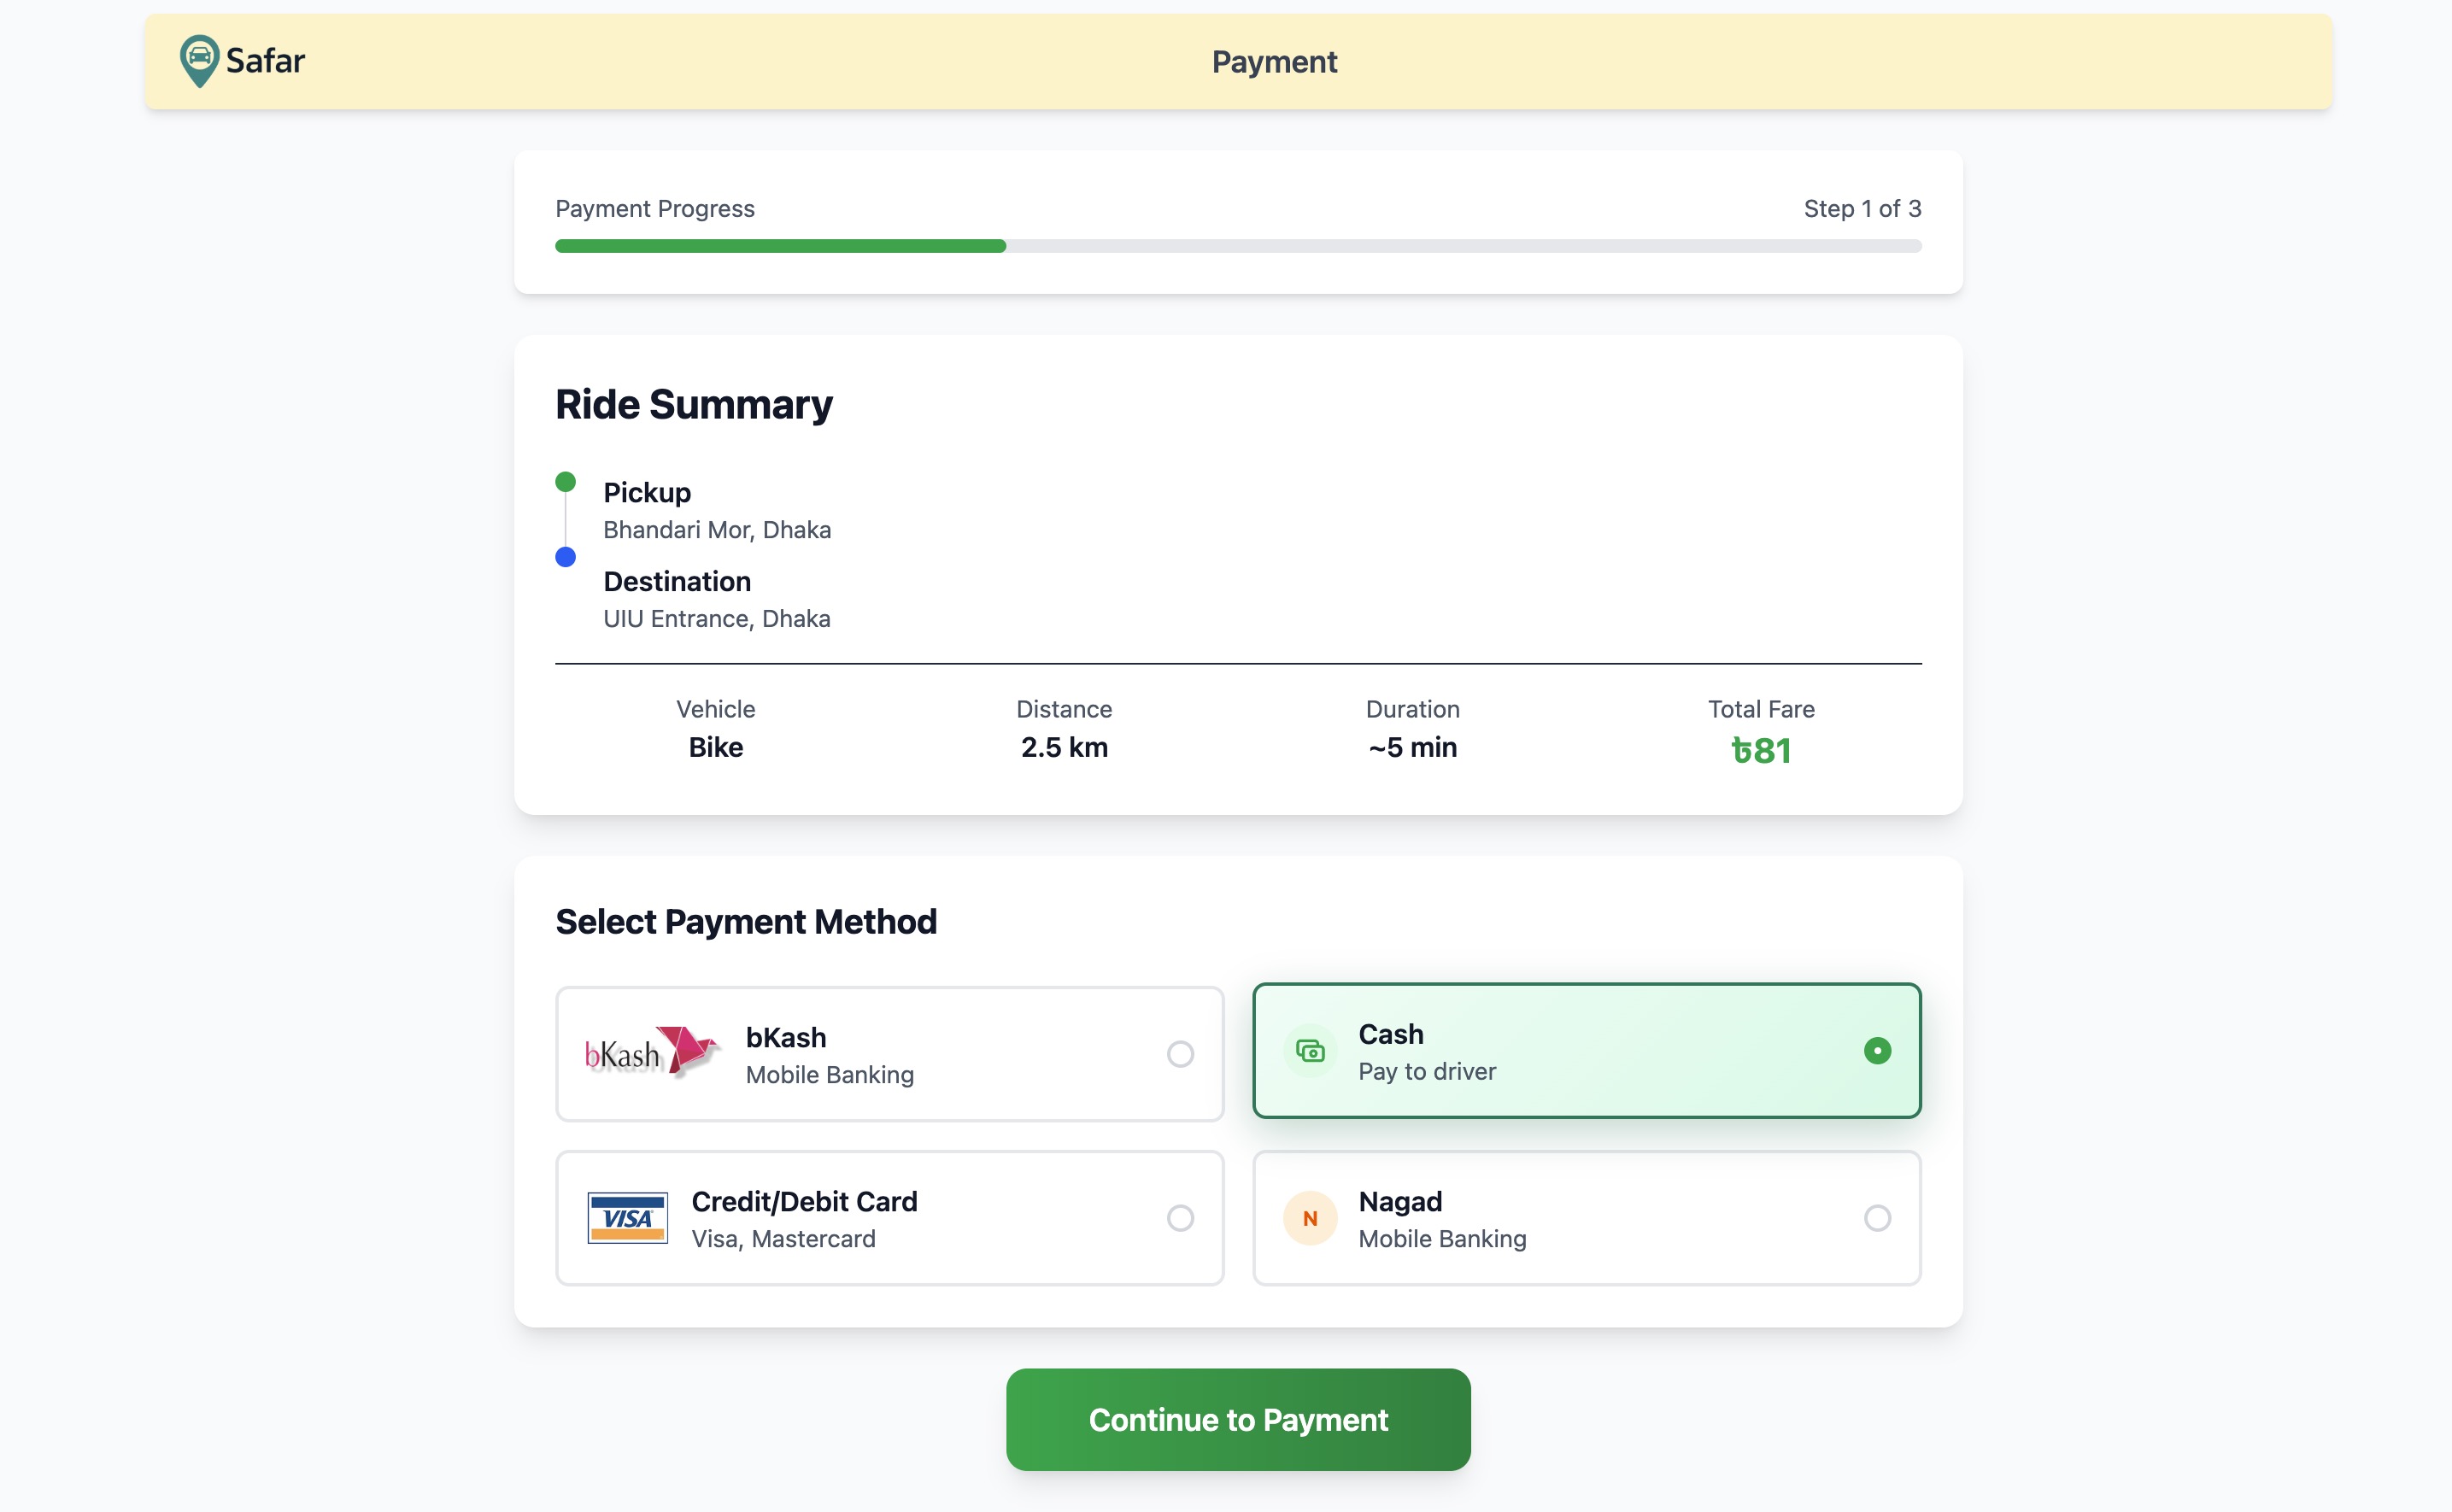 Safar
Payment
Payment Progress
Step 1 of 3
Ride Summary
Pickup
Bhandari Mor, Dhaka
Destination
UIU Entrance, Dhaka
Vehicle
Distance
Duration
Total Fare
Bike
2.5 km
~5 min
৳81
Select Payment Method
bKash
bKash
Mobile Banking
Cash
Pay to driver
VISA
Credit/Debit Card
Visa, Mastercard
N
Nagad
Mobile Banking
Continue to Payment